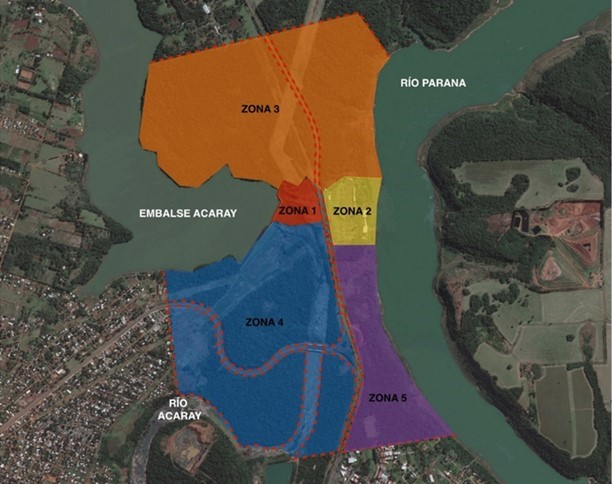 RÍO PARANA
ZONA 3
ZONA 1
ZONA 2
EMBALSE ACARAY
ZONA 4
ZONA 5
RÍO
ACARAY